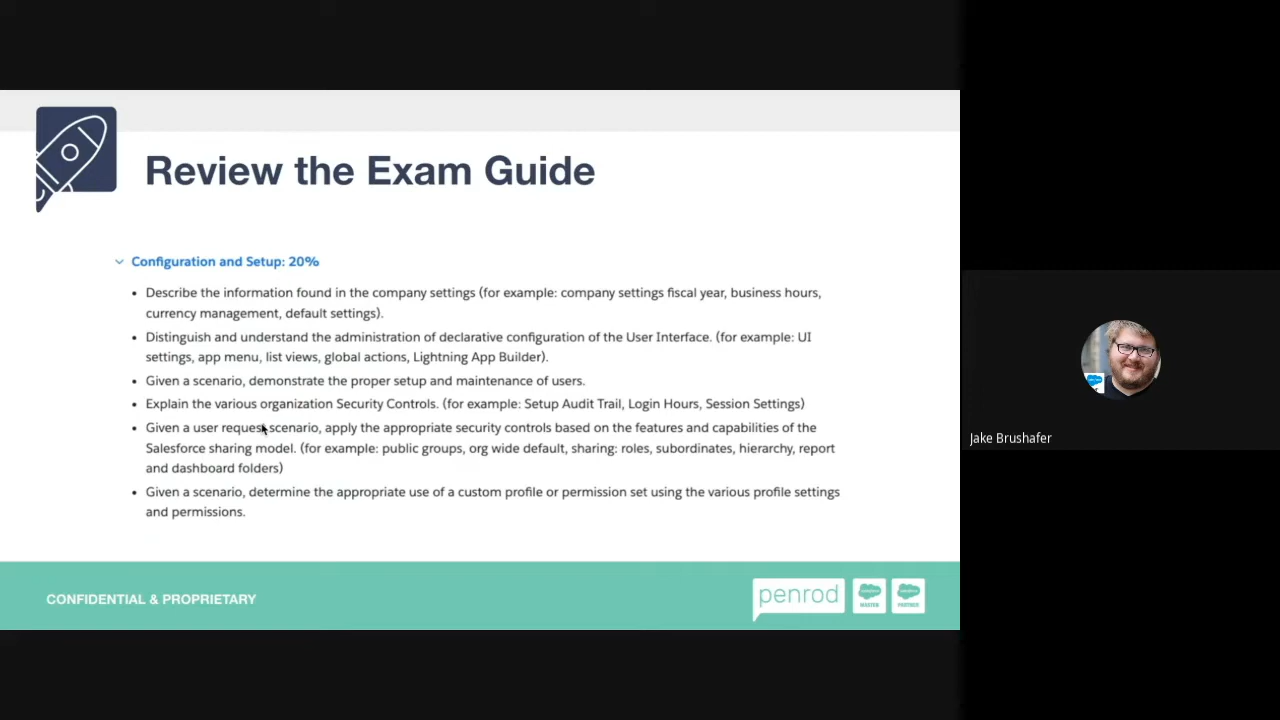 Review the Exam Guide
Configuration and Setup: 20%
• Describe the information found in the company settings (for example: company settings fiscal year, business hours,
currency management, default settings).
• Distinguish and understand the administration of declarative configuration of the User Interface. (for example: UI
settings, app menu, list views, global actions, Lightning App Builder).
• Given a scenario, demonstrate the proper setup and maintenance of users.
• Explain the various organization Security Controls. (for example: Setup Audit Trail, Login Hours, Session Settings)
• Given a user request scenario, apply the appropriate security controls based on the features and capabilities of the
Salesforce sharing model. (for example: public groups, org wide default, sharing: roles, subordinates, hierarchy, report
and dashboard folders)
• Given a scenario, determine the appropriate use of a custom profile or permission set using the various profile settings
and permissions.
Jake Brushafer
CONFIDENTIAL & PROPRIETARY
penrod
salesforce
MASTER
salesforce
PARTNER